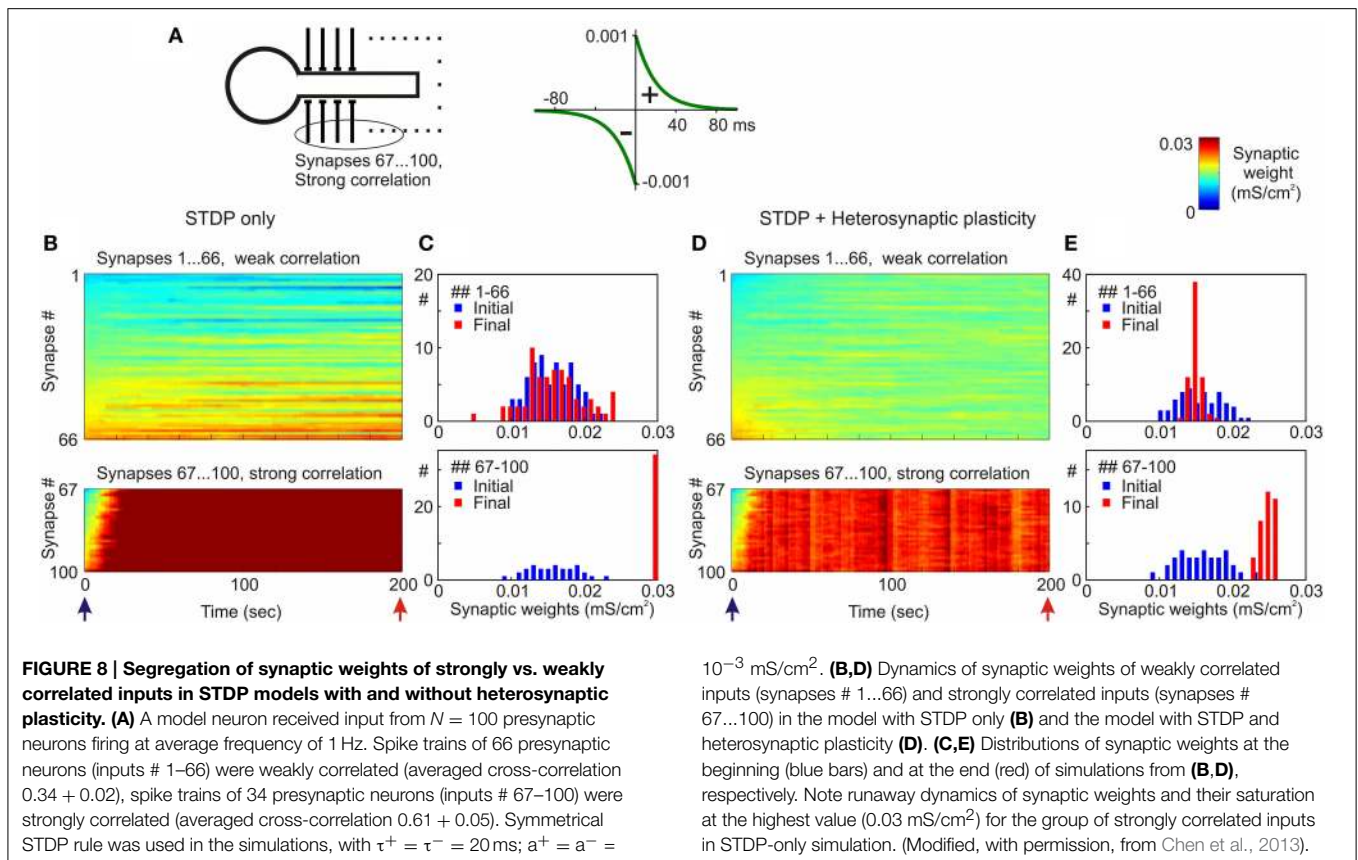 A
0.001
-80
+
-
40
80 ms
-0.001
Synapses 67...100,
Strong correlation
0.03
0
Synaptic
weight
(mS/cm²)
STDP only
STDP + Heterosynaptic plasticity
B
Synapses 1...66, weak correlation
1
Synapse #
66
Synapses 67...100, strong correlation
67
Synapse #
100
0
100
200
Time (sec)
C
20
#
## 1-66
Initial
Final
10
0
0.01
0.02
0.03
#
## 67-100
Initial
Final
20
0
0
0.01
0.02
0.03
Synaptic weights (mS/cm²)
D
Synapses 1...66, weak correlation
1
Synapse #
66
Synapses 67...100, strong correlation
67
Synapse #
100
0
100
200
Time (sec)
E
40
#
## 1-66
Initial
Final
20
0
0
0.01
0.02
0.03
#
## 67-100
Initial
Final
10
0
0
0.01
0.02
0.03
Synaptic weights (mS/cm²)
FIGURE 8 | Segregation of synaptic weights of strongly vs. weakly
correlated inputs in STDP models with and without heterosynaptic
plasticity. (A) A model neuron received input from N = 100 presynaptic
neurons firing at average frequency of 1 Hz. Spike trains of 66 presynaptic
neurons (inputs # 1–66) were weakly correlated (averaged cross-correlation
0.34 + 0.02), spike trains of 34 presynaptic neurons (inputs # 67–100) were
strongly correlated (averaged cross-correlation 0.61 + 0.05). Symmetrical
STDP rule was used in the simulations, with τ⁺ = τ⁻ = 20 ms; a⁺ = a⁻ =
10⁻³ mS/cm². (B,D) Dynamics of synaptic weights of weakly correlated
inputs (synapses # 1...66) and strongly correlated inputs (synapses #
67...100) in the model with STDP only (B) and the model with STDP and
heterosynaptic plasticity (D). (C,E) Distributions of synaptic weights at the
beginning (blue bars) and at the end (red) of simulations from (B,D),
respectively. Note runaway dynamics of synaptic weights and their saturation
at the highest value (0.03 mS/cm²) for the group of strongly correlated inputs
in STDP-only simulation. (Modified, with permission, from Chen et al., 2013).